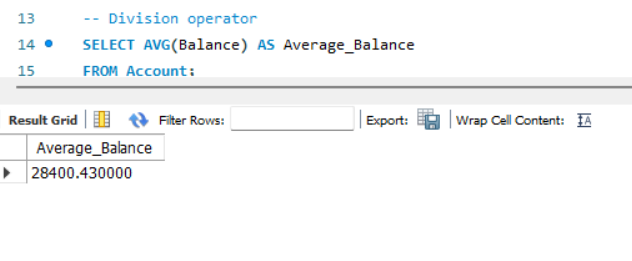 13 -- Division operator
14 SELECT AVG(Balance) AS Average_Balance
15 FROM Account;
Result Grid Filter Rows: Export: Wrap Cell Content: IA
Average_Balance
28400.430000